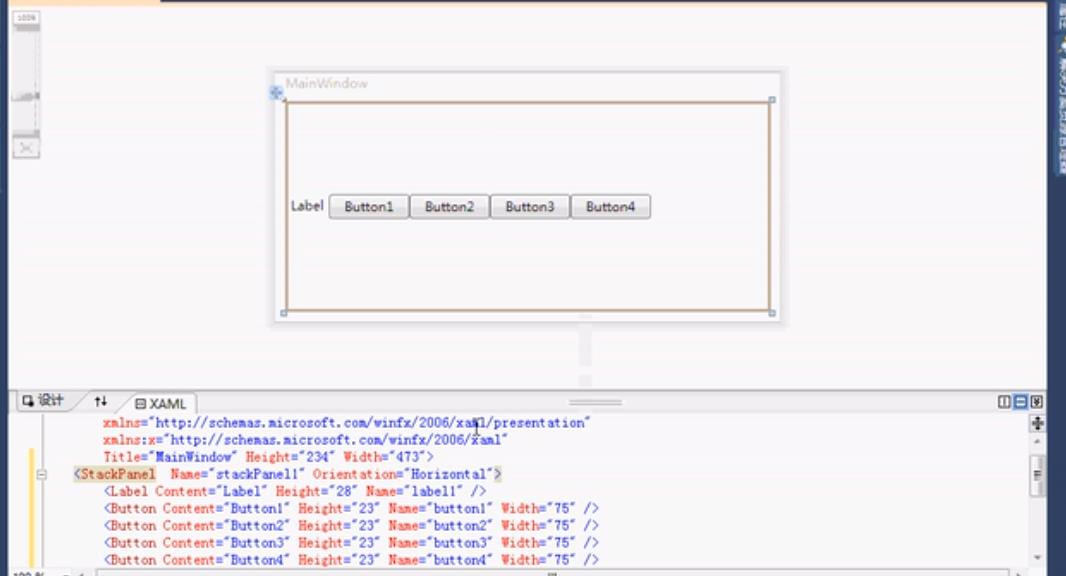 100%
MainWindow
Label Button1 Button2 Button3 Button4
设计 XAML
xmlns="http://schemas.microsoft.com/winfx/2006/xaml/presentation"
xmlns:x="http://schemas.microsoft.com/winfx/2006/xaml"
Title="MainWindow" Height="234" Width="473">
<StackPanel Name="stackPanel1" Orientation="Horizontal">
<Label Content="Label" Height="28" Name="label1" />
<Button Content="Button1" Height="23" Name="button1" Width="75" />
<Button Content="Button2" Height="23" Name="button2" Width="75" />
<Button Content="Button3" Height="23" Name="button3" Width="75" />
<Button Content="Button4" Height="23" Name="button4" Width="75" />
100 %